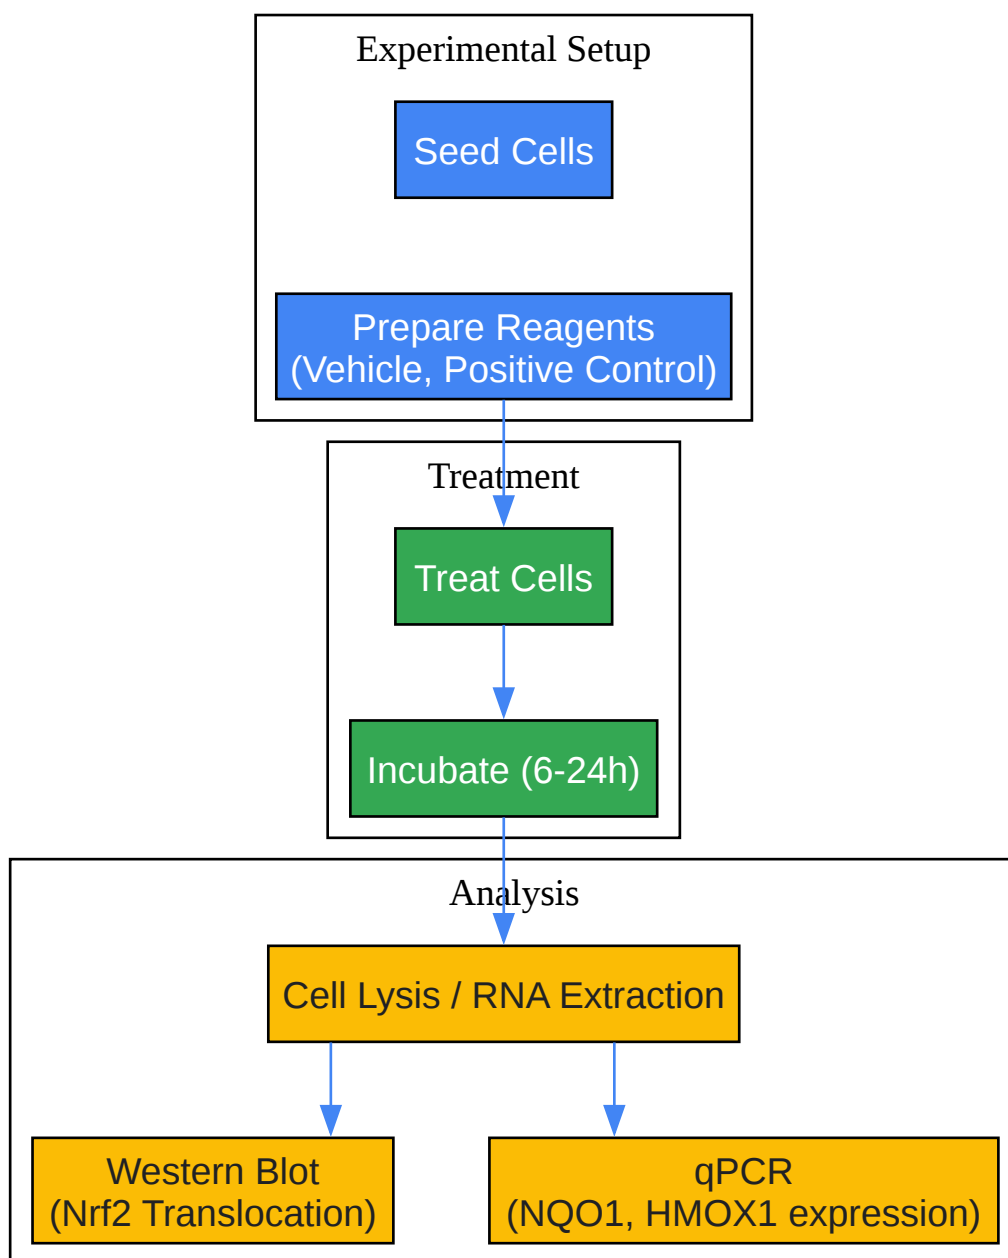 Experimental Setup
Seed Cells
Prepare Reagents
(Vehicle, Positive Control)
Treatment
Treat Cells
Incubate (6-24h)
Analysis
Cell Lysis / RNA Extraction
Western Blot
(Nrf2 Translocation)
qPCR
(NQO1, HMOX1 expression)